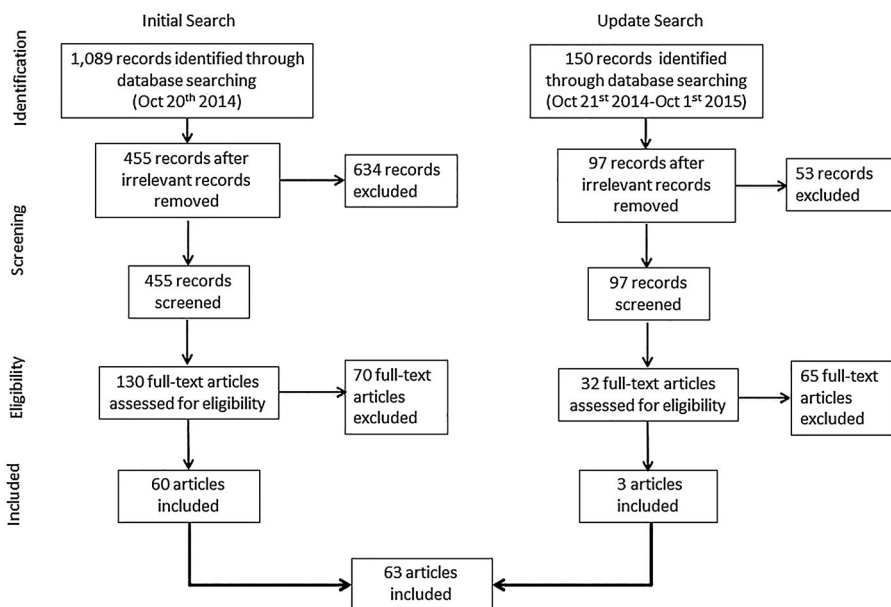 Initial Search
Update Search
Identification
1,089 records identified through
database searching
(Oct 20th 2014)
150 records identified
through database searching
(Oct 21st 2014-Oct 1st 2015)
455 records after
irrelevant records
removed
634 records
excluded
97 records after
irrelevant records
removed
53 records
excluded
Screening
455 records
screened
97 records
screened
Eligibility
130 full-text articles
assessed for eligibility
70 full-text
articles
excluded
32 full-text articles
assessed for eligibility
65 full-text
articles
excluded
Included
60 articles
included
3 articles
included
63 articles
included